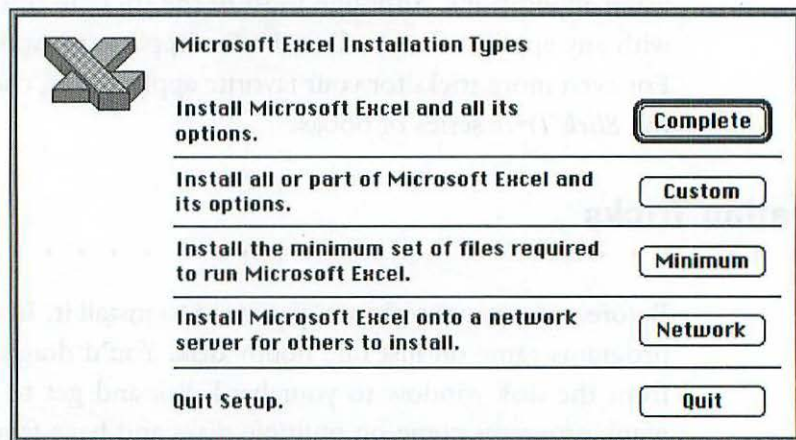 Microsoft Excel Installation Types
Install Microsoft Excel and all its
options.
Complete
Install all or part of Microsoft Excel and
its options.
Custom
Install the minimum set of files required
to run Microsoft Excel.
Minimum
Install Microsoft Excel onto a network
server for others to install.
Network
Quit Setup.
Quit